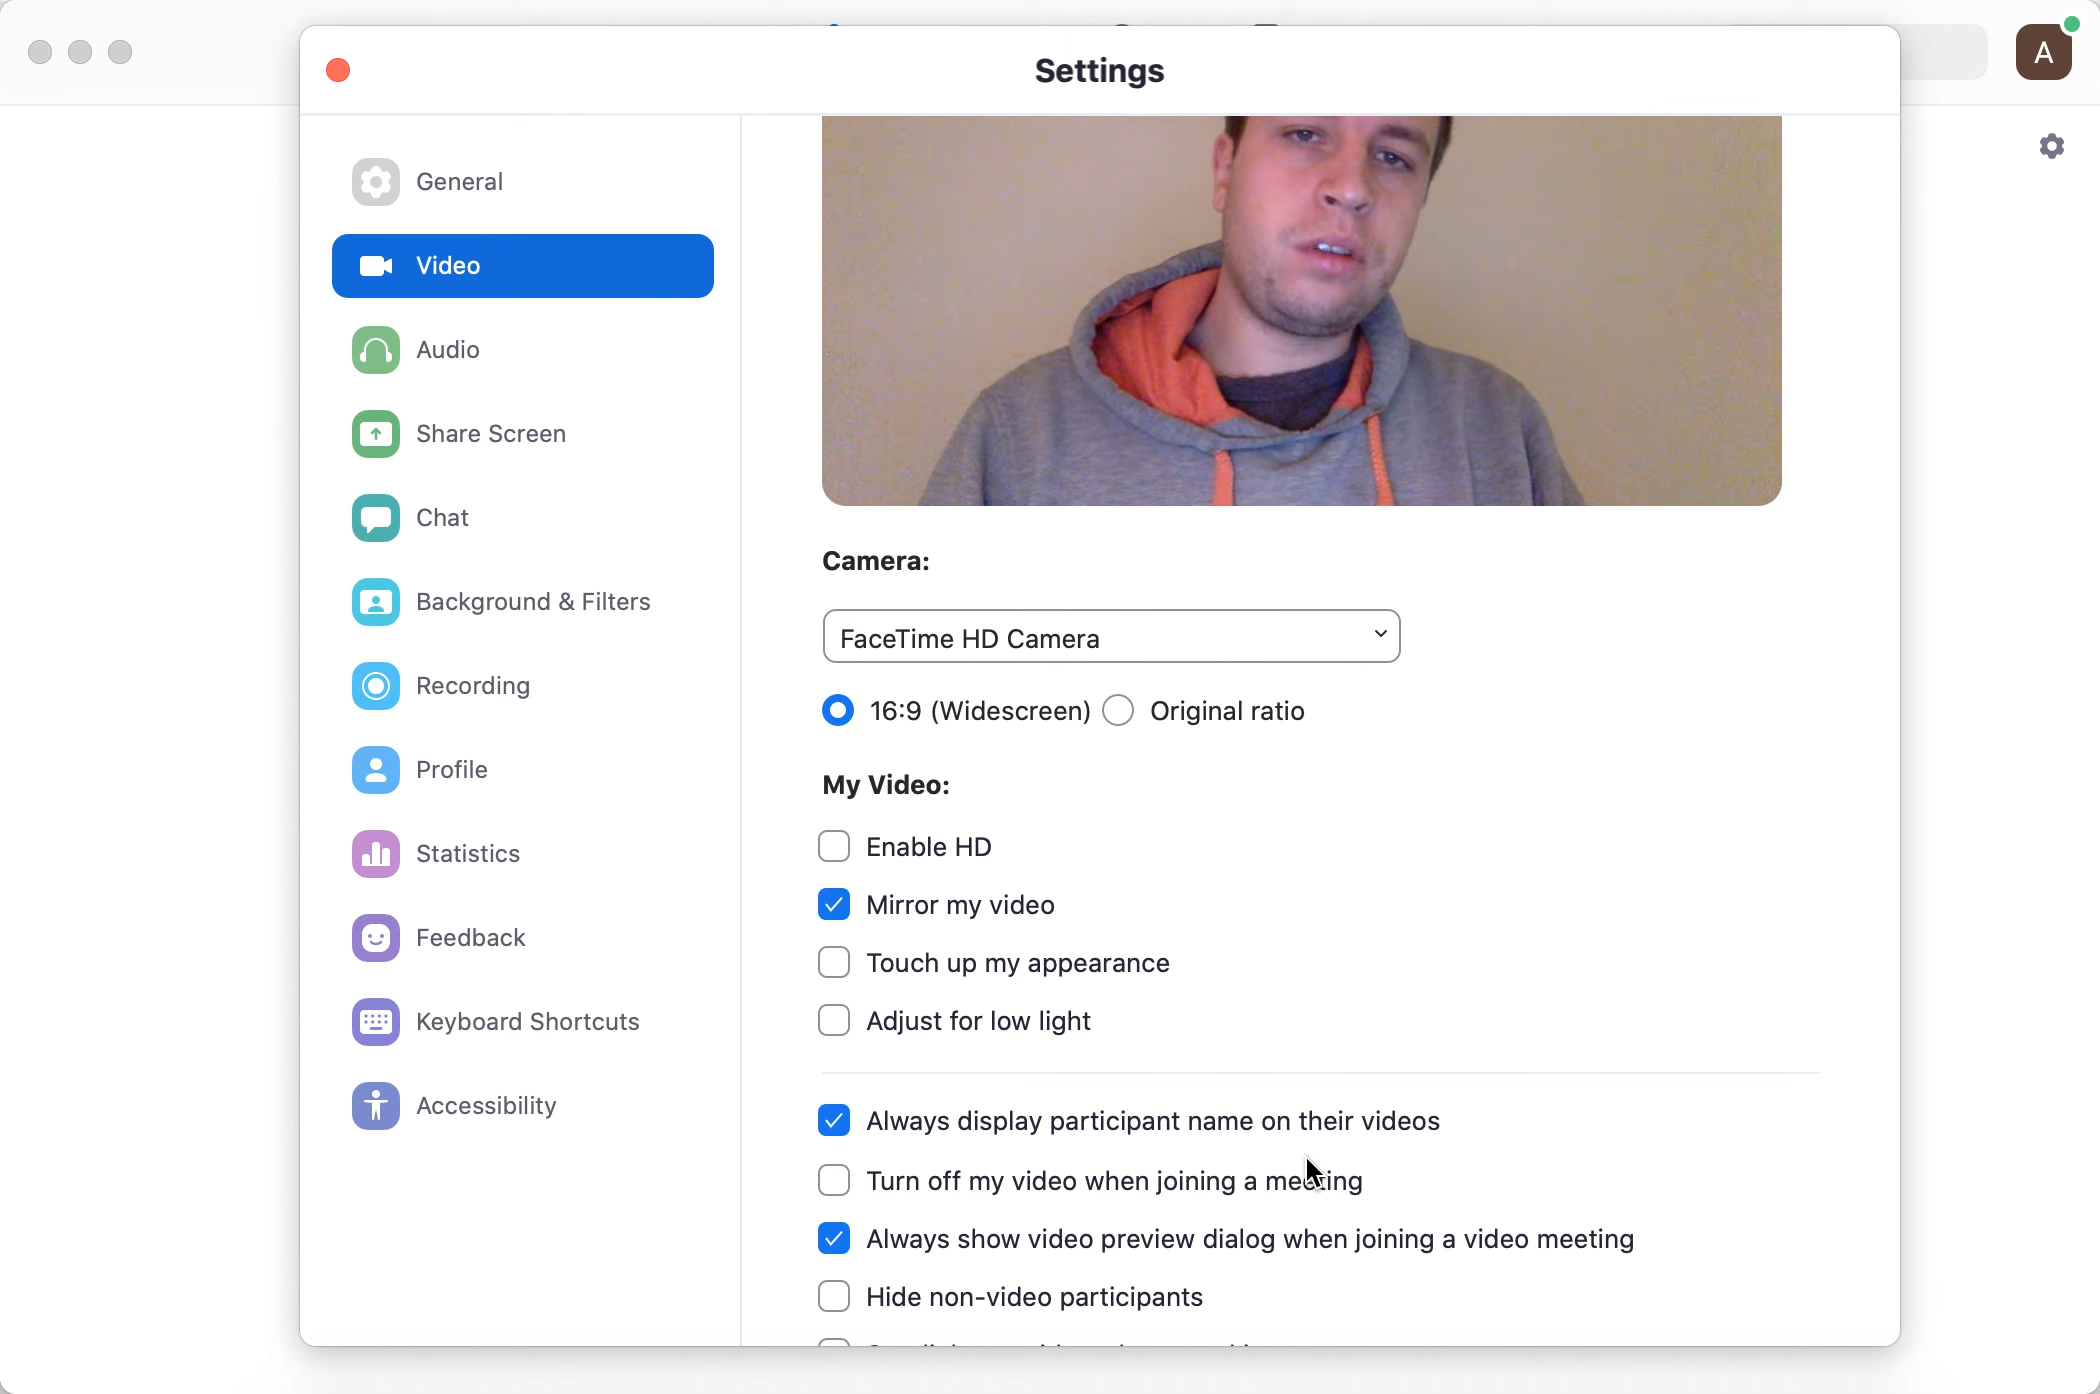 Settings
A
General
Video
Audio
Share Screen
Chat
Background & Filters
Recording
Profile
Statistics
Feedback
Keyboard Shortcuts
Accessibility
Camera:
FaceTime HD Camera
16:9 (Widescreen) Original ratio
My Video:
Enable HD
Mirror my video
Touch up my appearance
Adjust for low light
Always display participant name on their videos
Turn off my video when joining a meeting
Always show video preview dialog when joining a video meeting
Hide non-video participants